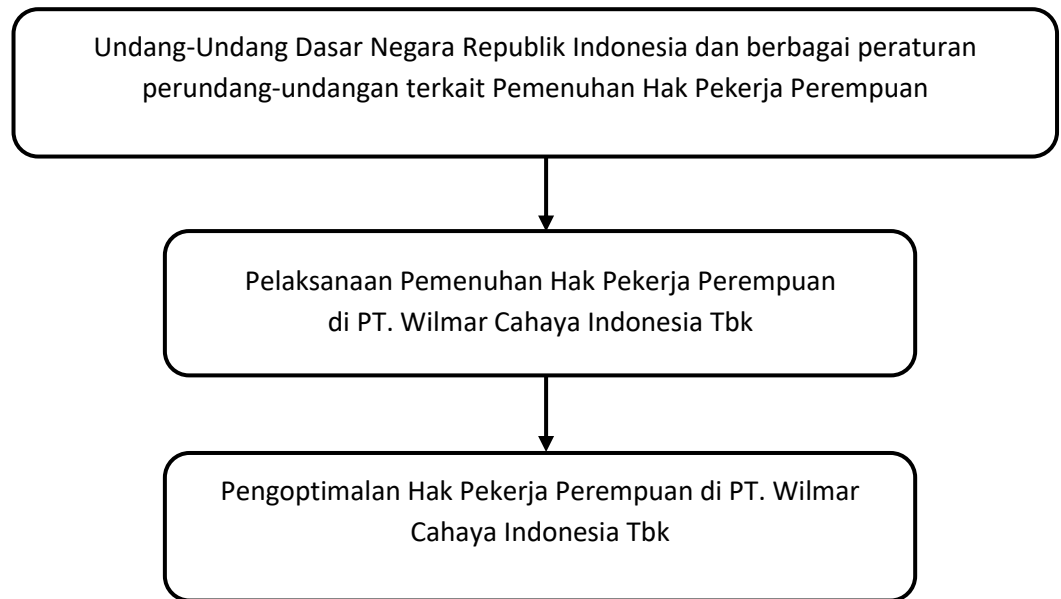 Undang-Undang Dasar Negara Republik Indonesia dan berbagai peraturan
perundang-undangan terkait Pemenuhan Hak Pekerja Perempuan
Pelaksanaan Pemenuhan Hak Pekerja Perempuan
di PT. Wilmar Cahaya Indonesia Tbk
Pengoptimalan Hak Pekerja Perempuan di PT. Wilmar
Cahaya Indonesia Tbk